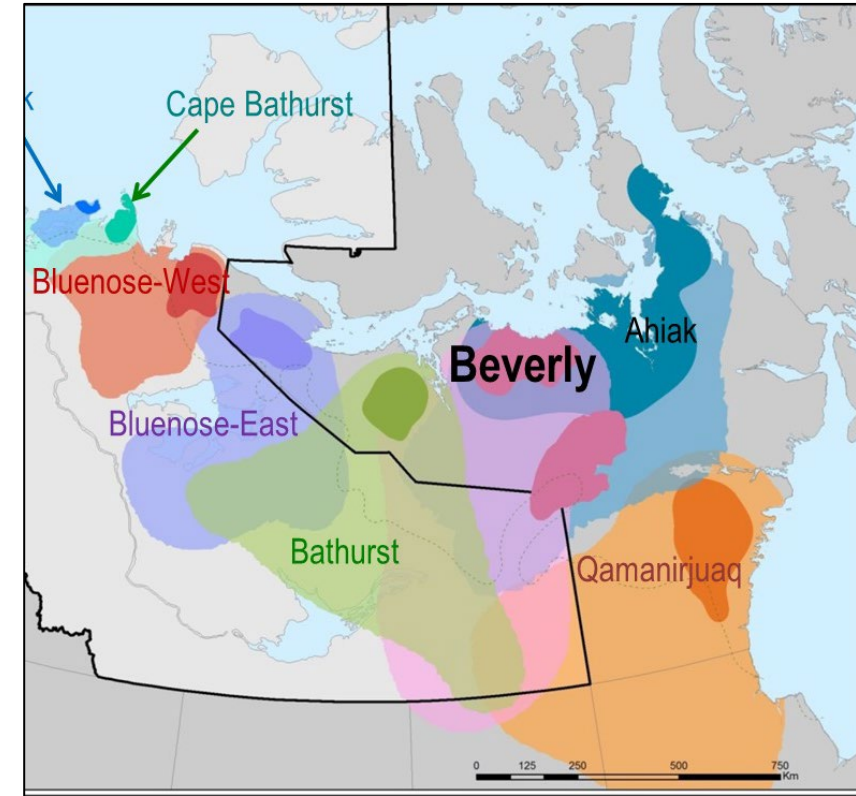 k
Cape Bathurst
Bluenose-West
Ahiak
Beverly
Bluenose-East
Bathurst
Qamanirjuaq
0 125 250 500 750
Km